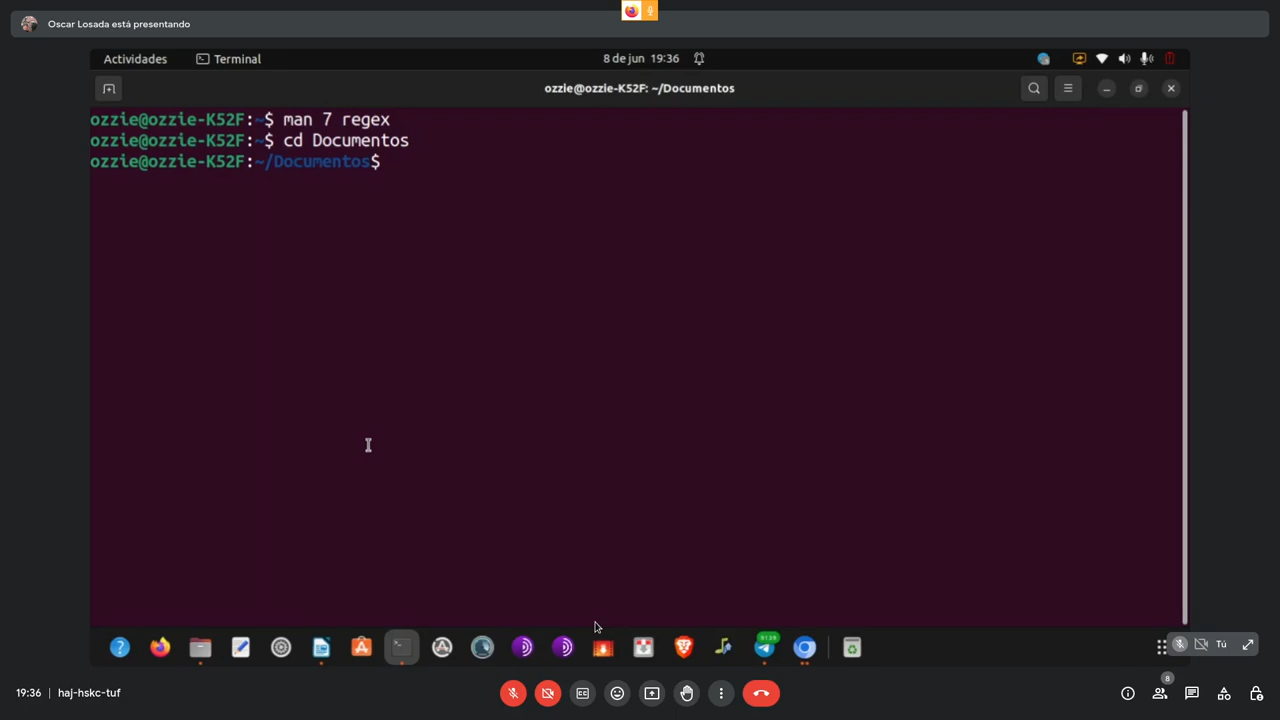 Oscar Losada está presentando
Actividades
Terminal
8 de jun 19:36
ozzie@ozzie-K52F: ~/Documentos
ozzie@ozzie-K52F:~$ man 7 regex
ozzie@ozzie-K52F:~$ cd Documentos
ozzie@ozzie-K52F:~/Documentos$
Tú
19:36
haj-hskc-tuf
8